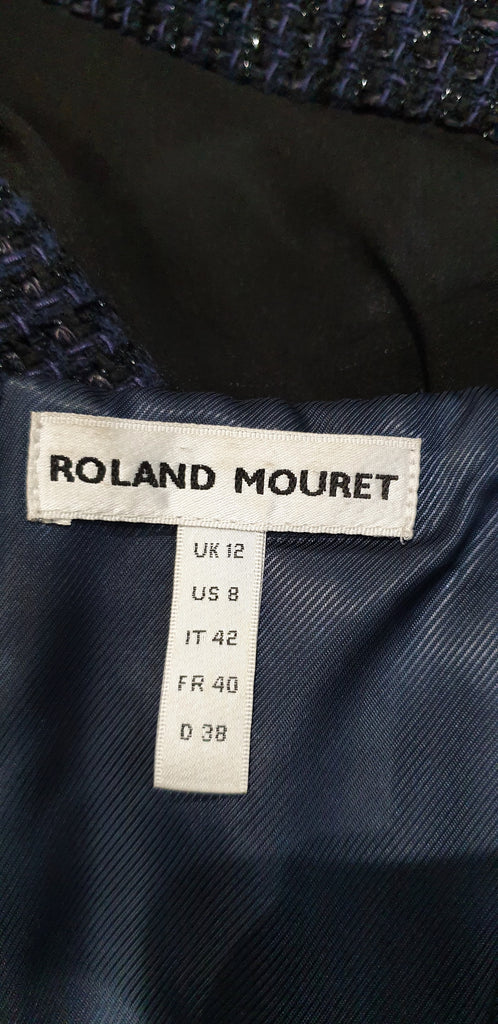 ROLAND MOURET
UK 12
US 8
IT 42
FR 40
D 38